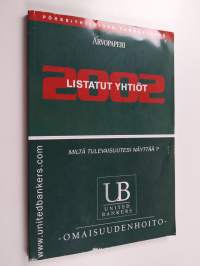 ARVOPAPERI
2002
LISTATUT YHTIÖT
MILTÄ TULEVAISUUTESI NÄYTTÄÄ ?
UB
UNITED
BANKERS
- OMAISUUDENHOITO -
www.unitedbankers.com